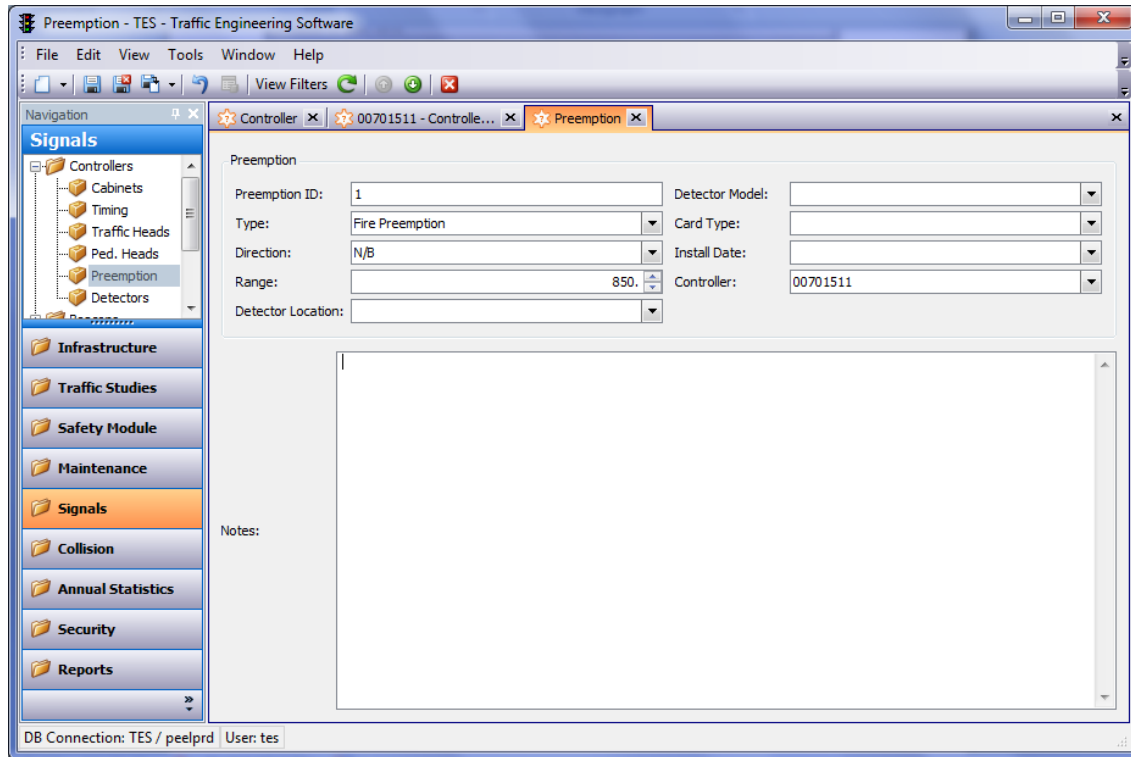 Preemption - TES - Traffic Engineering Software
File Edit View Tools Window Help
View Filters
Navigation
Signals
Controllers
Cabinets
Timing
Traffic Heads
Ped. Heads
Preemption
Detectors
Infrastructure
Traffic Studies
Safety Module
Maintenance
Signals
Collision
Annual Statistics
Security
Reports
Controller
00701511 - Controlle...
Preemption
Preemption
Preemption ID: 1 Detector Model:
Type: Fire Preemption Card Type:
Direction: N/B Install Date:
Range: 850. Controller: 00701511
Detector Location:
Notes:
DB Connection: TES / peelprd User: tes